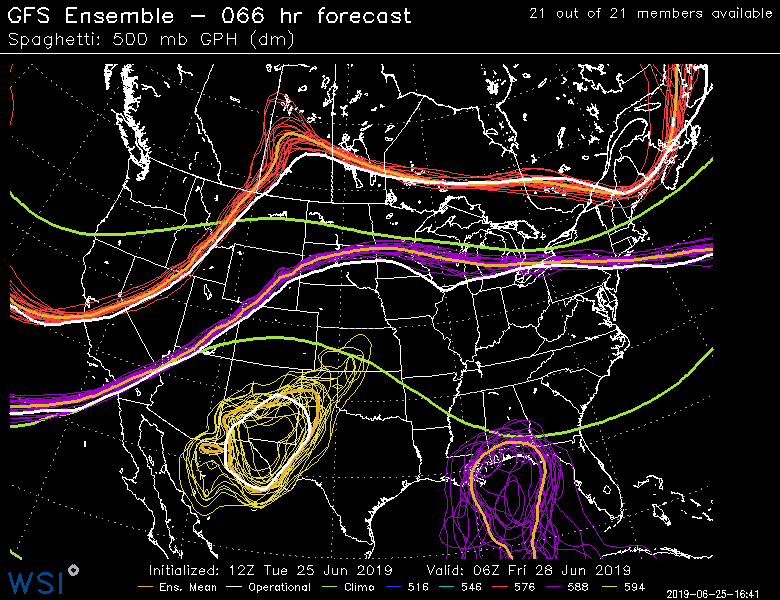 GFS Ensemble – 066 hr forecast
21 out of 21 members available
Spaghetti: 500 mb GPH (dm)
Initialized: 12Z Tue 25 Jun 2019 Valid: 06Z Fri 28 Jun 2019
Ens. Mean Operational Climo 516 546 576 588 594
WSI
2019-06-25-16:41